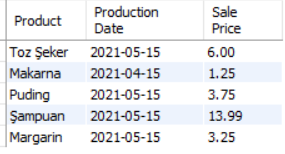 Product Production Date Sale Price
Toz Şeker 2021-05-15 6.00
Makarna 2021-04-15 1.25
Puding 2021-05-15 3.75
Şampuan 2021-05-15 13.99
Margarin 2021-05-15 3.25